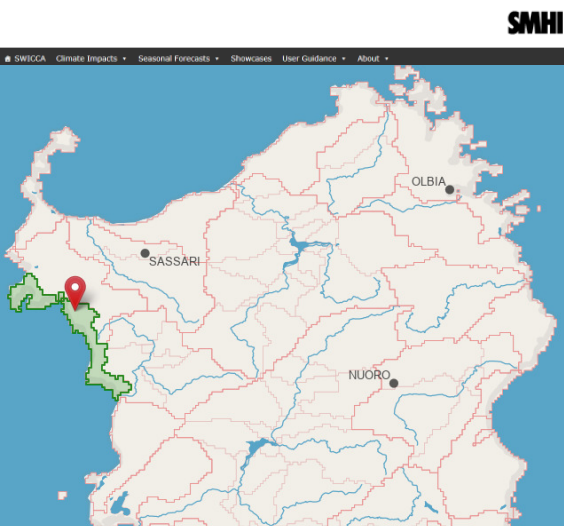 SMHI
SWICCA Climate Impacts Seasonal Forecasts Showcases User Guidance About
OLBIA
SASSARI
NUORO